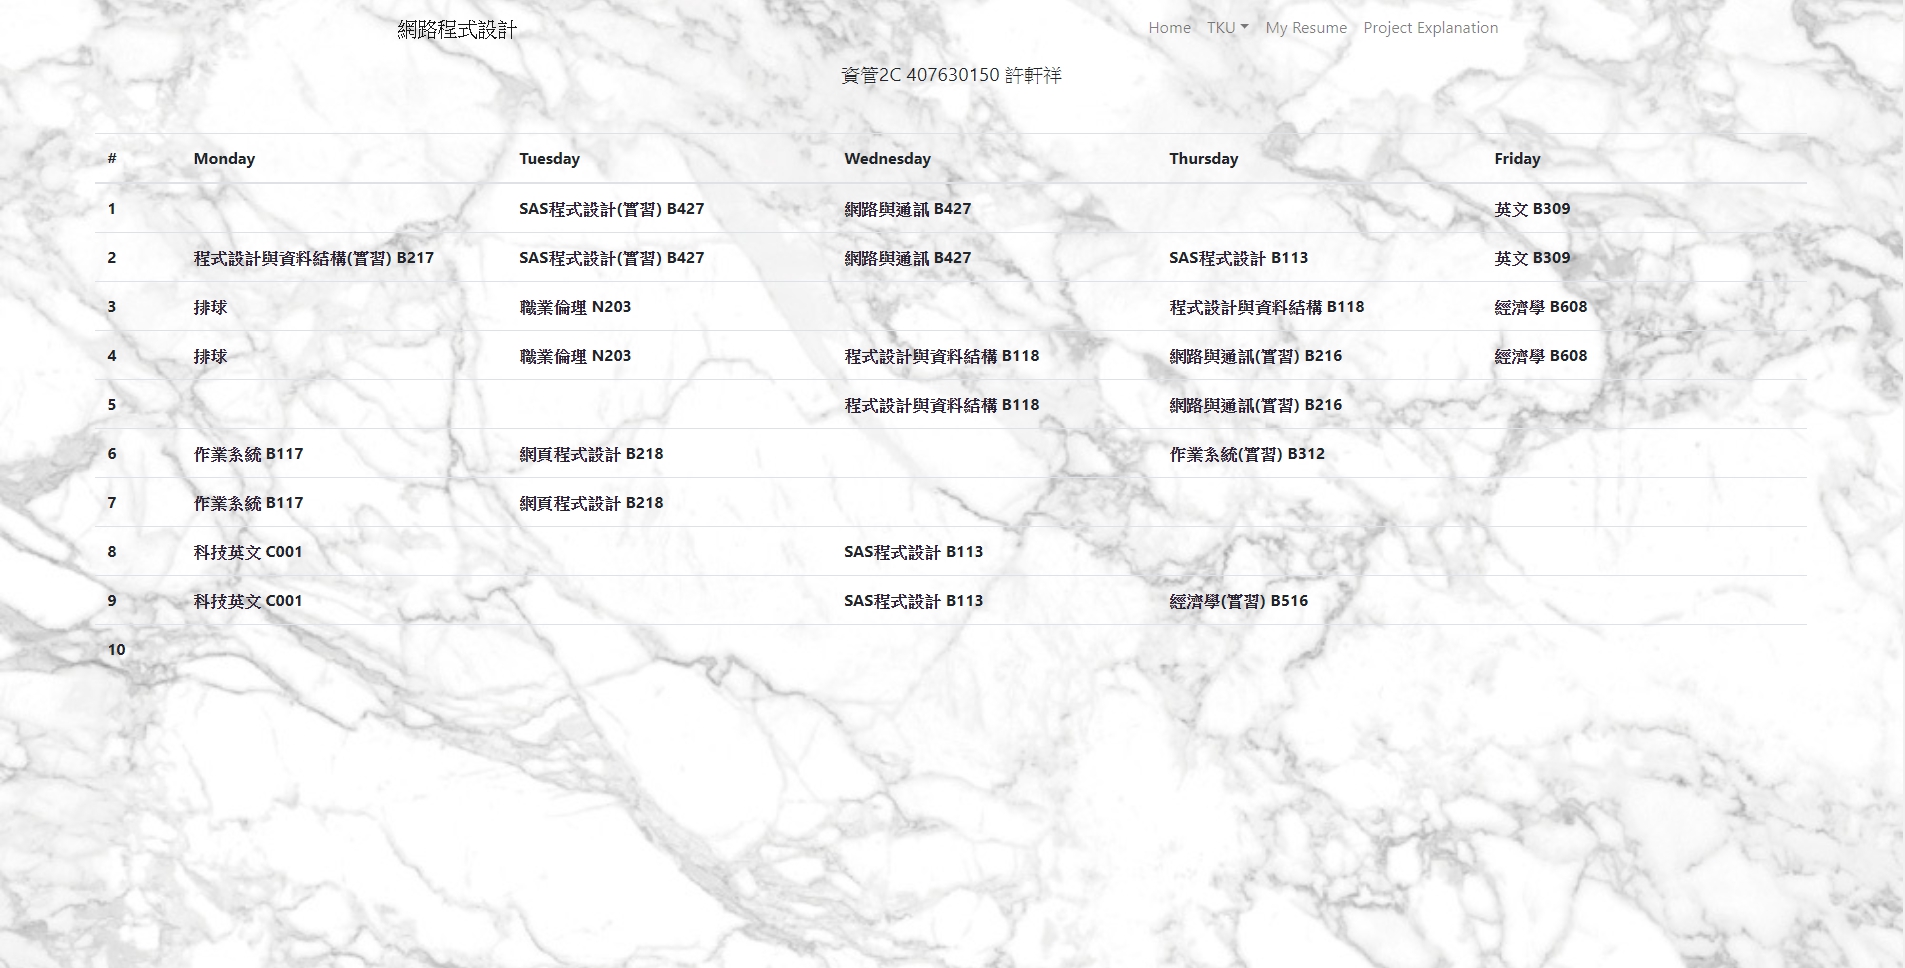 網路程式設計 Home TKU My Resume Project Explanation
資管2C 407630150 許軒祥
# Monday Tuesday Wednesday Thursday Friday
1 SAS程式設計(實習) B427 網路與通訊 B427 英文 B309
2 程式設計與資料結構(實習) B217 SAS程式設計(實習) B427 網路與通訊 B427 SAS程式設計 B113 英文 B309
3 排球 職業倫理 N203 程式設計與資料結構 B118 經濟學 B608
4 排球 職業倫理 N203 程式設計與資料結構 B118 網路與通訊(實習) B216 經濟學 B608
5 程式設計與資料結構 B118 網路與通訊(實習) B216
6 作業系統 B117 網頁程式設計 B218 作業系統(實習) B312
7 作業系統 B117 網頁程式設計 B218
8 科技英文 C001 SAS程式設計 B113
9 科技英文 C001 SAS程式設計 B113 經濟學(實習) B516
10